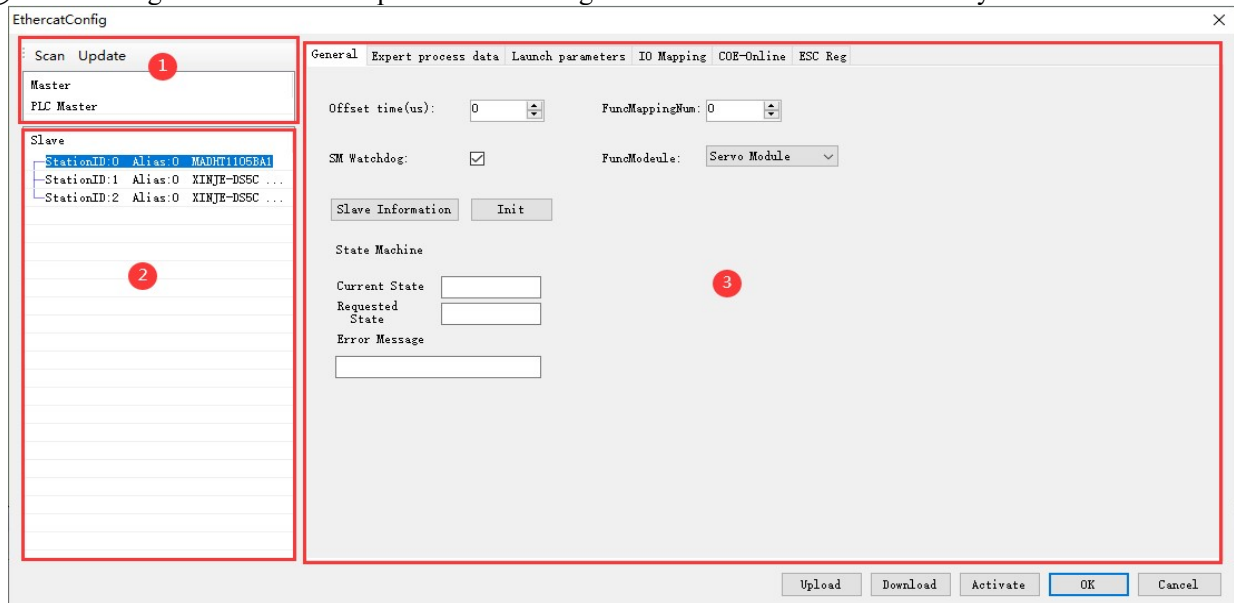 EthercatConfig
Scan Update
1
Master
PLC Master
Slave
StationID:0 Alias:0 MADHT1105BA1
StationID:1 Alias:0 XINJE-DS5C ...
StationID:2 Alias:0 XINJE-DS5C ...
2
General Expert process data Launch parameters IO Mapping COE-Online ESC Reg
Offset time(us): 0 FuncMappingNum: 0
SM Watchdog: FuncModeule: Servo Module
Slave Information Init
State Machine
Current State
Requested
State
Error Message
3
Upload Download Activate OK Cancel